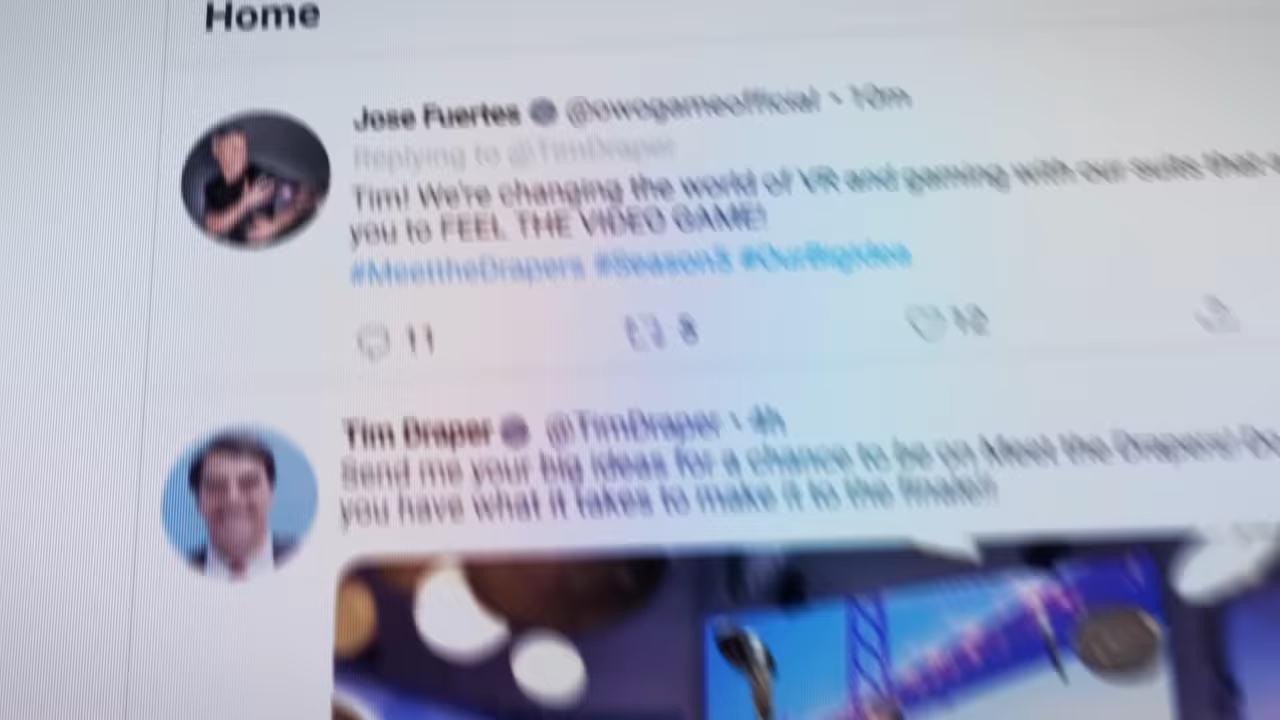 Home
Jose Fuertes @owogameofficial • 10m
Replying to @TimDraper
Tim! We're changing the world of VR and gaming with our suits that
you to FEEL THE VIDEO GAME!
#MeettheDrapers #Season3 #OurBigIdea
11 8 12
Tim Draper @TimDraper • 4h
Send me your big ideas for a chance to be on Meet the Drapers! Do
you have what it takes to make it to the finale?